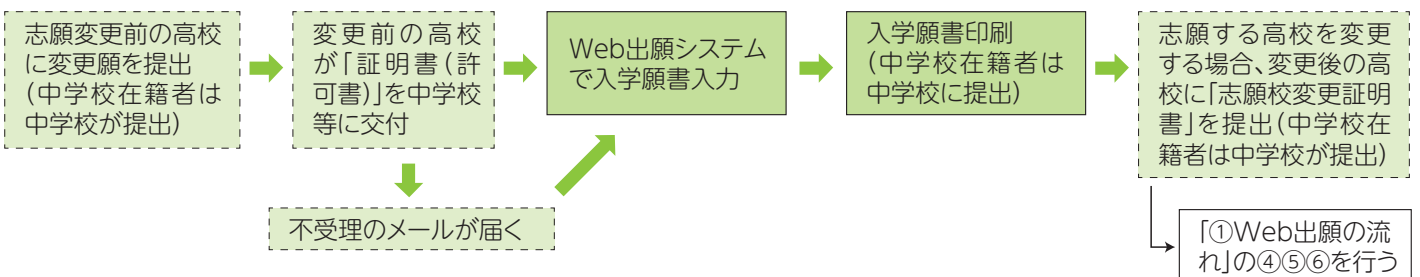 志願変更前の高校
に変更願を提出
(中学校在籍者は
中学校が提出)
変更前の高校
が「証明書(許
可書)」を中学校
等に交付
不受理のメールが届く
Web出願システム
で入学願書入力
入学願書印刷
(中学校在籍者は
中学校に提出)
志願する高校を変更
する場合、変更後の高
校に「志願校変更証明
書」を提出(中学校在
籍者は中学校が提出)
「①Web出願の流
れ」の④⑤⑥を行う